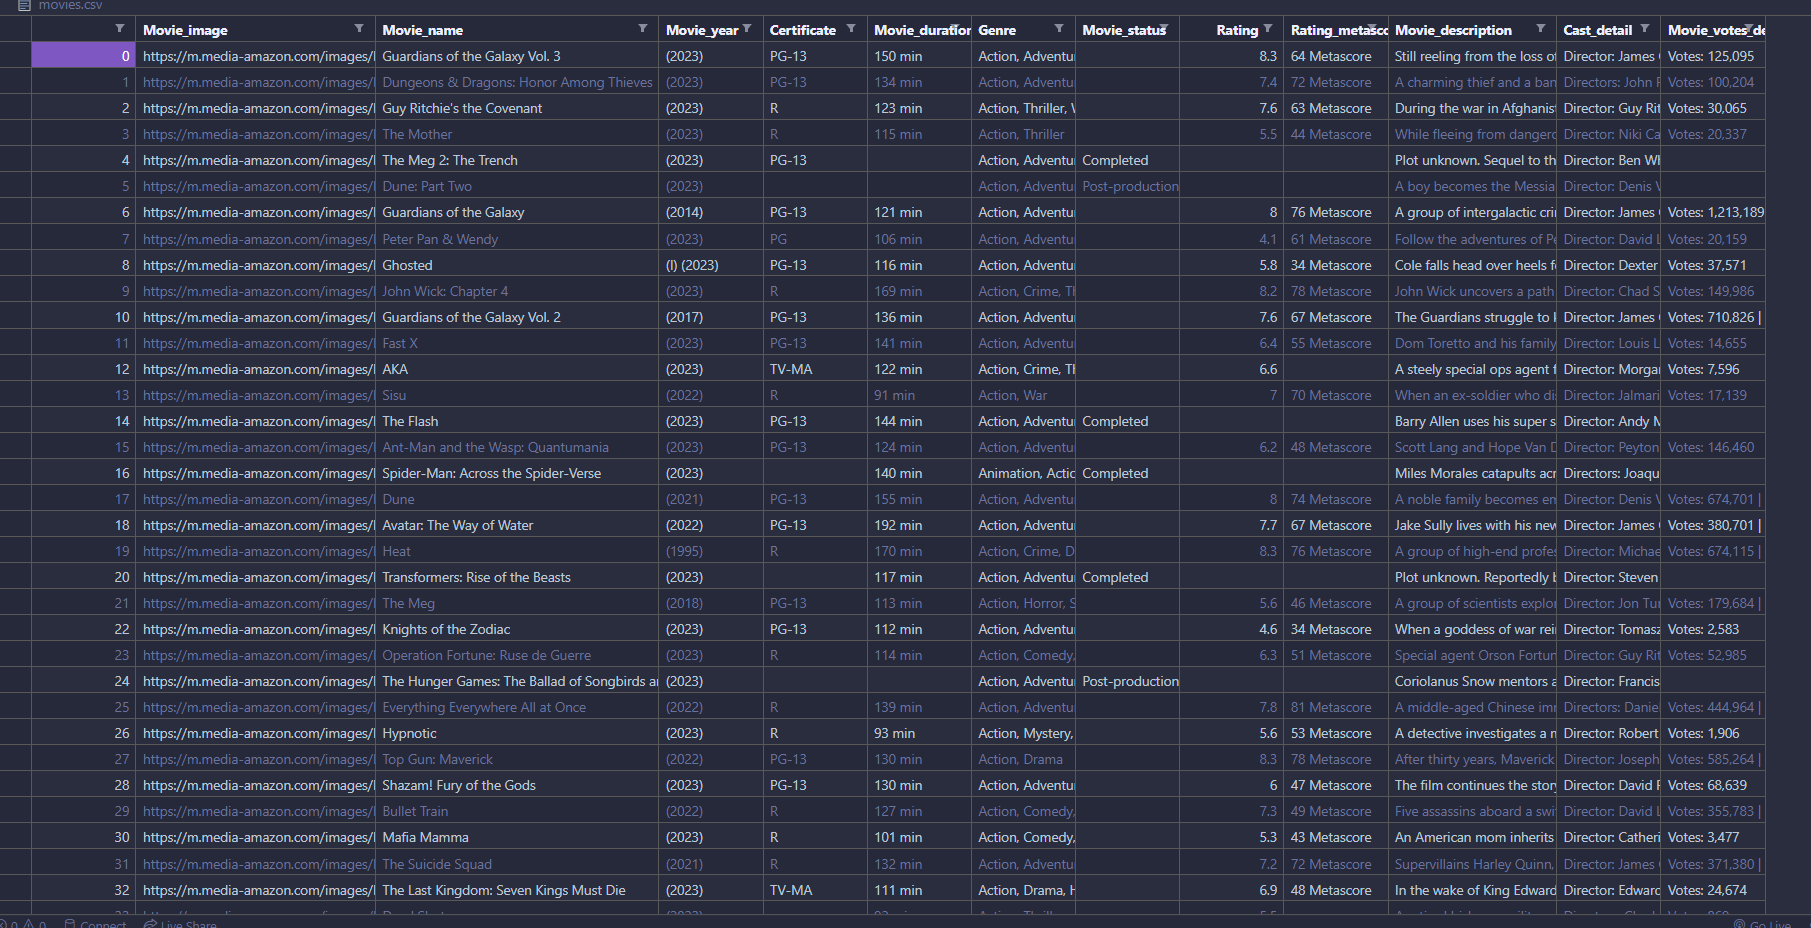 movies.csv
Movie_image Movie_name Movie_year Certificate Movie_duration Genre Movie_status Rating Rating_metasco Movie_description Cast_detail Movie_votes_de
0 https://m.media-amazon.com/images/I Guardians of the Galaxy Vol. 3 (2023) PG-13 150 min Action, Adventu 8.3 64 Metascore Still reeling from the loss of Director: James Votes: 125,095
1 https://m.media-amazon.com/images/I Dungeons & Dragons: Honor Among Thieves (2023) PG-13 134 min Action, Adventu 7.4 72 Metascore A charming thief and a ban Directors: John F Votes: 100,204
2 https://m.media-amazon.com/images/I Guy Ritchie's the Covenant (2023) R 123 min Action, Thriller, 7.6 63 Metascore During the war in Afghanis Director: Guy Rit Votes: 30,065
3 https://m.media-amazon.com/images/I The Mother (2023) R 115 min Action, Thriller 5.5 44 Metascore While fleeing from dangero Director: Niki Ca Votes: 20,337
4 https://m.media-amazon.com/images/I The Meg 2: The Trench (2023) PG-13 Action, Adventu Completed Plot unknown. Sequel to th Director: Ben Wh
5 https://m.media-amazon.com/images/I Dune: Part Two (2023) Action, Adventu Post-production A boy becomes the Messia Director: Denis V
6 https://m.media-amazon.com/images/I Guardians of the Galaxy (2014) PG-13 121 min Action, Adventu 8 76 Metascore A group of intergalactic cri Director: James Votes: 1,213,189
7 https://m.media-amazon.com/images/I Peter Pan & Wendy (2023) PG 106 min Action, Adventu 4.1 61 Metascore Follow the adventures of Pe Director: David L Votes: 20,159
8 https://m.media-amazon.com/images/I Ghosted (I) (2023) PG-13 116 min Action, Adventu 5.8 34 Metascore Cole falls head over heels f Director: Dexter Votes: 37,571
9 https://m.media-amazon.com/images/I John Wick: Chapter 4 (2023) R 169 min Action, Crime, Th 8.2 78 Metascore John Wick uncovers a path Director: Chad S Votes: 149,986
10 https://m.media-amazon.com/images/I Guardians of the Galaxy Vol. 2 (2017) PG-13 136 min Action, Adventu 7.6 67 Metascore The Guardians struggle to Director: James Votes: 710,826 |
11 https://m.media-amazon.com/images/I Fast X (2023) PG-13 141 min Action, Adventu 6.4 55 Metascore Dom Toretto and his family Director: Louis L Votes: 14,655
12 https://m.media-amazon.com/images/I AKA (2023) TV-MA 122 min Action, Crime, Th 6.6 A steely special ops agent f Director: Morgan Votes: 7,596
13 https://m.media-amazon.com/images/I Sisu (2022) R 91 min Action, War 7 70 Metascore When an ex-soldier who di Director: Jalmari Votes: 17,139
14 https://m.media-amazon.com/images/I The Flash (2023) PG-13 144 min Action, Adventu Completed Barry Allen uses his super s Director: Andy M
15 https://m.media-amazon.com/images/I Ant-Man and the Wasp: Quantumania (2023) PG-13 124 min Action, Adventu 6.2 48 Metascore Scott Lang and Hope Van D Director: Peyton Votes: 146,460
16 https://m.media-amazon.com/images/I Spider-Man: Across the Spider-Verse (2023) 140 min Animation, Actio Completed Miles Morales catapults acr Directors: Joaqu
17 https://m.media-amazon.com/images/I Dune (2021) PG-13 155 min Action, Adventu 8 74 Metascore A noble family becomes em Director: Denis V Votes: 674,701 |
18 https://m.media-amazon.com/images/I Avatar: The Way of Water (2022) PG-13 192 min Action, Adventu 7.7 67 Metascore Jake Sully lives with his new Director: James Votes: 380,701 |
19 https://m.media-amazon.com/images/I Heat (1995) R 170 min Action, Crime, D 8.3 76 Metascore A group of high-end profes Director: Michae Votes: 674,115 |
20 https://m.media-amazon.com/images/I Transformers: Rise of the Beasts (2023) 117 min Action, Adventu Completed Plot unknown. Reportedly b Director: Steven
21 https://m.media-amazon.com/images/I The Meg (2018) PG-13 113 min Action, Horror, S 5.6 46 Metascore A group of scientists explor Director: Jon Tur Votes: 179,684 |
22 https://m.media-amazon.com/images/I Knights of the Zodiac (2023) PG-13 112 min Action, Adventu 4.6 34 Metascore When a goddess of war rei Director: Tomasz Votes: 2,583
23 https://m.media-amazon.com/images/I Operation Fortune: Ruse de Guerre (2023) R 114 min Action, Comedy, 6.3 51 Metascore Special agent Orson Fortun Director: Guy Rit Votes: 52,985
24 https://m.media-amazon.com/images/I The Hunger Games: The Ballad of Songbirds a (2023) Action, Adventu Post-production Coriolanus Snow mentors a Director: Francis
25 https://m.media-amazon.com/images/I Everything Everywhere All at Once (2022) R 139 min Action, Adventu 7.8 81 Metascore A middle-aged Chinese imr Directors: Danie Votes: 444,964 |
26 https://m.media-amazon.com/images/I Hypnotic (2023) R 93 min Action, Mystery, 5.6 53 Metascore A detective investigates a m Director: Robert Votes: 1,906
27 https://m.media-amazon.com/images/I Top Gun: Maverick (2022) PG-13 130 min Action, Drama 8.3 78 Metascore After thirty years, Maverick Director: Joseph Votes: 585,264 |
28 https://m.media-amazon.com/images/I Shazam! Fury of the Gods (2023) PG-13 130 min Action, Adventu 6 47 Metascore The film continues the story Director: David F Votes: 68,639
29 https://m.media-amazon.com/images/I Bullet Train (2022) R 127 min Action, Comedy, 7.3 49 Metascore Five assassins aboard a swi Director: David L Votes: 355,783 |
30 https://m.media-amazon.com/images/I Mafia Mamma (2023) R 101 min Action, Comedy, 5.3 43 Metascore An American mom inherits Director: Catheri Votes: 3,477
31 https://m.media-amazon.com/images/I The Suicide Squad (2021) R 132 min Action, Adventu 7.2 72 Metascore Supervillains Harley Quinn, Director: James Votes: 371,380 |
32 https://m.media-amazon.com/images/I The Last Kingdom: Seven Kings Must Die (2023) TV-MA 111 min Action, Drama, H 6.9 48 Metascore In the wake of King Edward Director: Edward Votes: 24,674
0 0 Connect Live Share Go Live